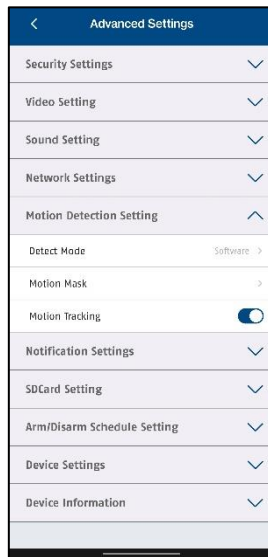 Advanced Settings
Security Settings
Video Setting
Sound Setting
Network Settings
Motion Detection Setting
Detect Mode Software
Motion Mask
Motion Tracking
Notification Settings
SDCard Setting
Arm/Disarm Schedule Setting
Device Settings
Device Information